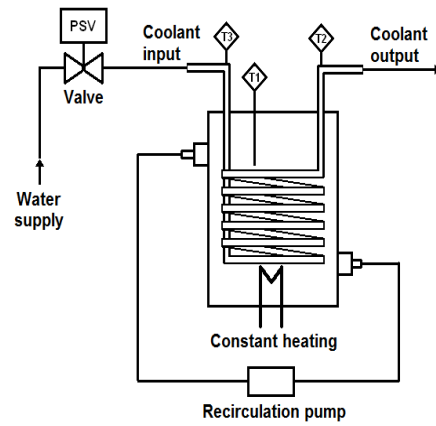 PSV
Valve
Coolant
input
T3
T1
T2
Coolant
output
Water
supply
Constant heating
Recirculation pump